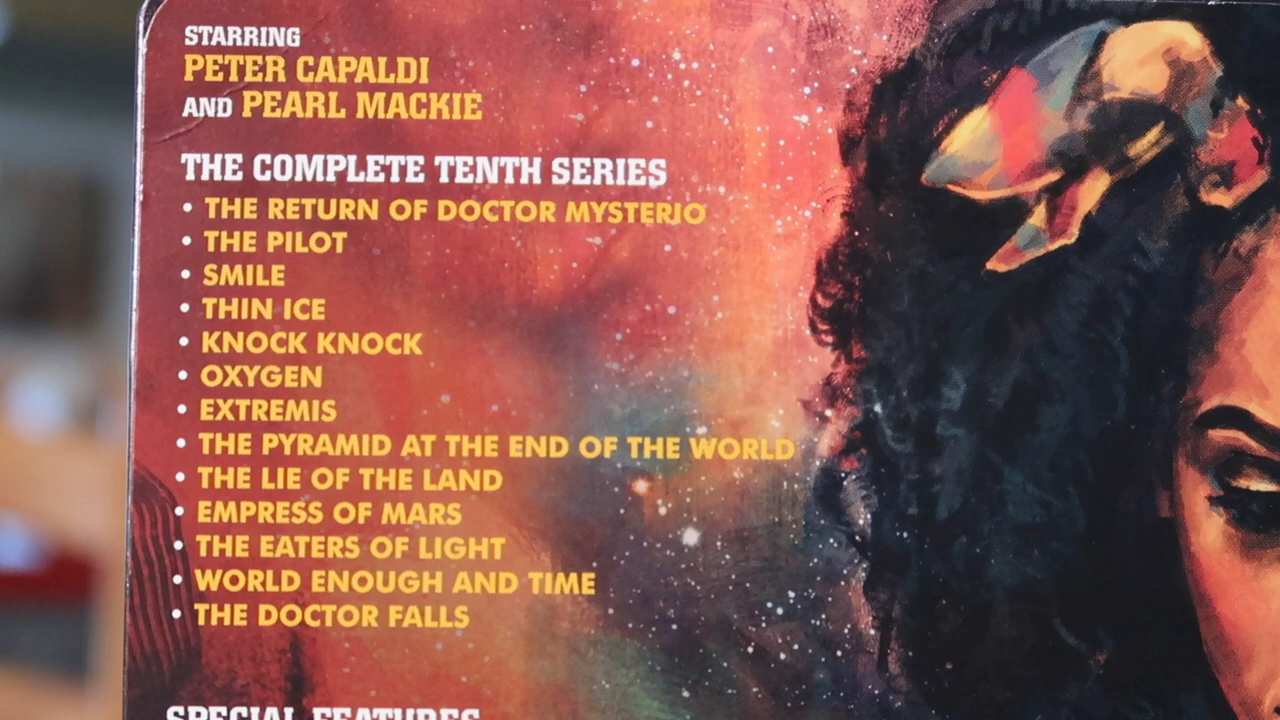 STARRING
PETER CAPALDI
AND PEARL MACKIE
THE COMPLETE TENTH SERIES
• THE RETURN OF DOCTOR MYSTERIO
• THE PILOT
• SMILE
• THIN ICE
• KNOCK KNOCK
• OXYGEN
• EXTREMIS
• THE PYRAMID AT THE END OF THE WORLD
• THE LIE OF THE LAND
• EMPRESS OF MARS
• THE EATERS OF LIGHT
• WORLD ENOUGH AND TIME
• THE DOCTOR FALLS
SPECIAL FEATURES